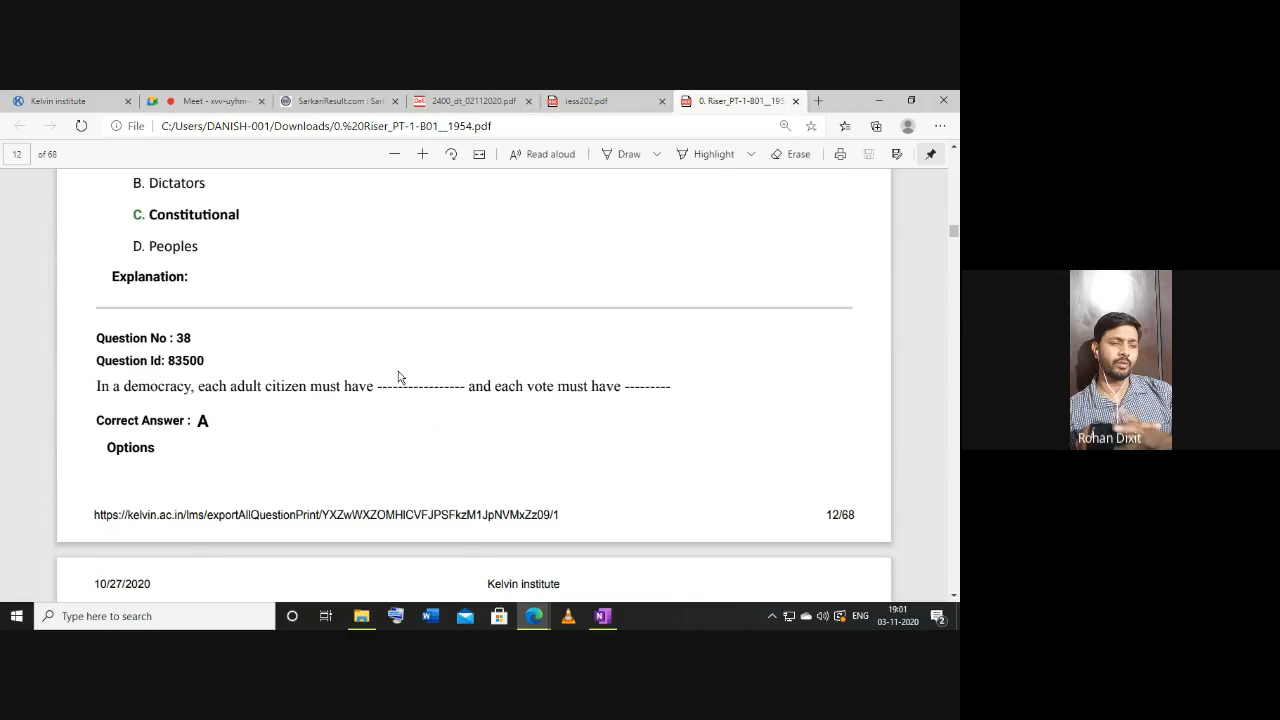 Kelvin institute
Meet - xvv-uyhm-
SarkariResult.com : Sark
2400_dt_02112020.pdf
iess202.pdf
0. Riser_PT-1-B01__195
File
C:/Users/DANISH-001/Downloads/0.%20Riser_PT-1-B01__1954.pdf
12
of 68
Read aloud
Draw
Highlight
Erase
B. Dictators
C. Constitutional
D. Peoples
Explanation:
Question No : 38
Question Id: 83500
In a democracy, each adult citizen must have ---------------- and each vote must have ---------
Correct Answer : A
Options
https://kelvin.ac.in/lms/exportAllQuestionPrint/YXZwWXZOMHlCVFJPSFkzM1JpNVMxZz09/1
12/68
10/27/2020
Kelvin institute
Rohan Dixit
Type here to search
ENG
19:01
03-11-2020
2